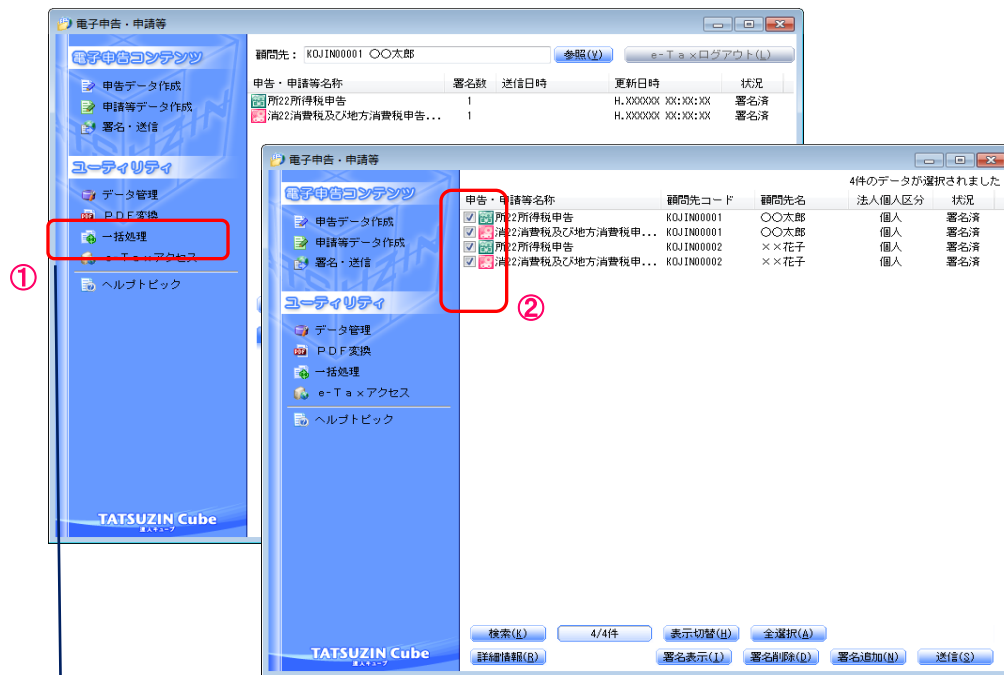 電子申告・申請等
電子申告コンテンツ
申告データ作成
申請等データ作成
署名・送信
ユーティリティ
データ管理
ＰＤＦ変換
一括処理
ｅ-Ｔａｘアクセス
ヘルプトピック
TATSUZIN Cube
達人キューブ
顧問先： KOJIN00001 〇〇太郎 参照(V) ｅ-Ｔａｘログアウト(L)
申告・申請等名称 署名数 送信日時 更新日時 状況
所22所得税申告 1 H.XXXXXX XX:XX:XX 署名済
消22消費税及び地方消費税申告... 1 H.XXXXXX XX:XX:XX 署名済
①
電子申告・申請等
電子申告コンテンツ
申告データ作成
申請等データ作成
署名・送信
ユーティリティ
データ管理
ＰＤＦ変換
一括処理
ｅ-Ｔａｘアクセス
ヘルプトピック
TATSUZIN Cube
達人キューブ
4件のデータが選択されました
申告・申請等名称 顧問先コード 顧問先名 法人個人区分 状況
所22所得税申告 KOJIN00001 〇〇太郎 個人 署名済
消22消費税及び地方消費税申... KOJIN00001 〇〇太郎 個人 署名済
所22所得税申告 KOJIN00002 ××花子 個人 署名済
消22消費税及び地方消費税申... KOJIN00002 ××花子 個人 署名済
②
検索(K) 4/4件 表示切替(H) 全選択(A)
詳細情報(R) 署名表示(I) 署名削除(D) 署名追加(N) 送信(S)